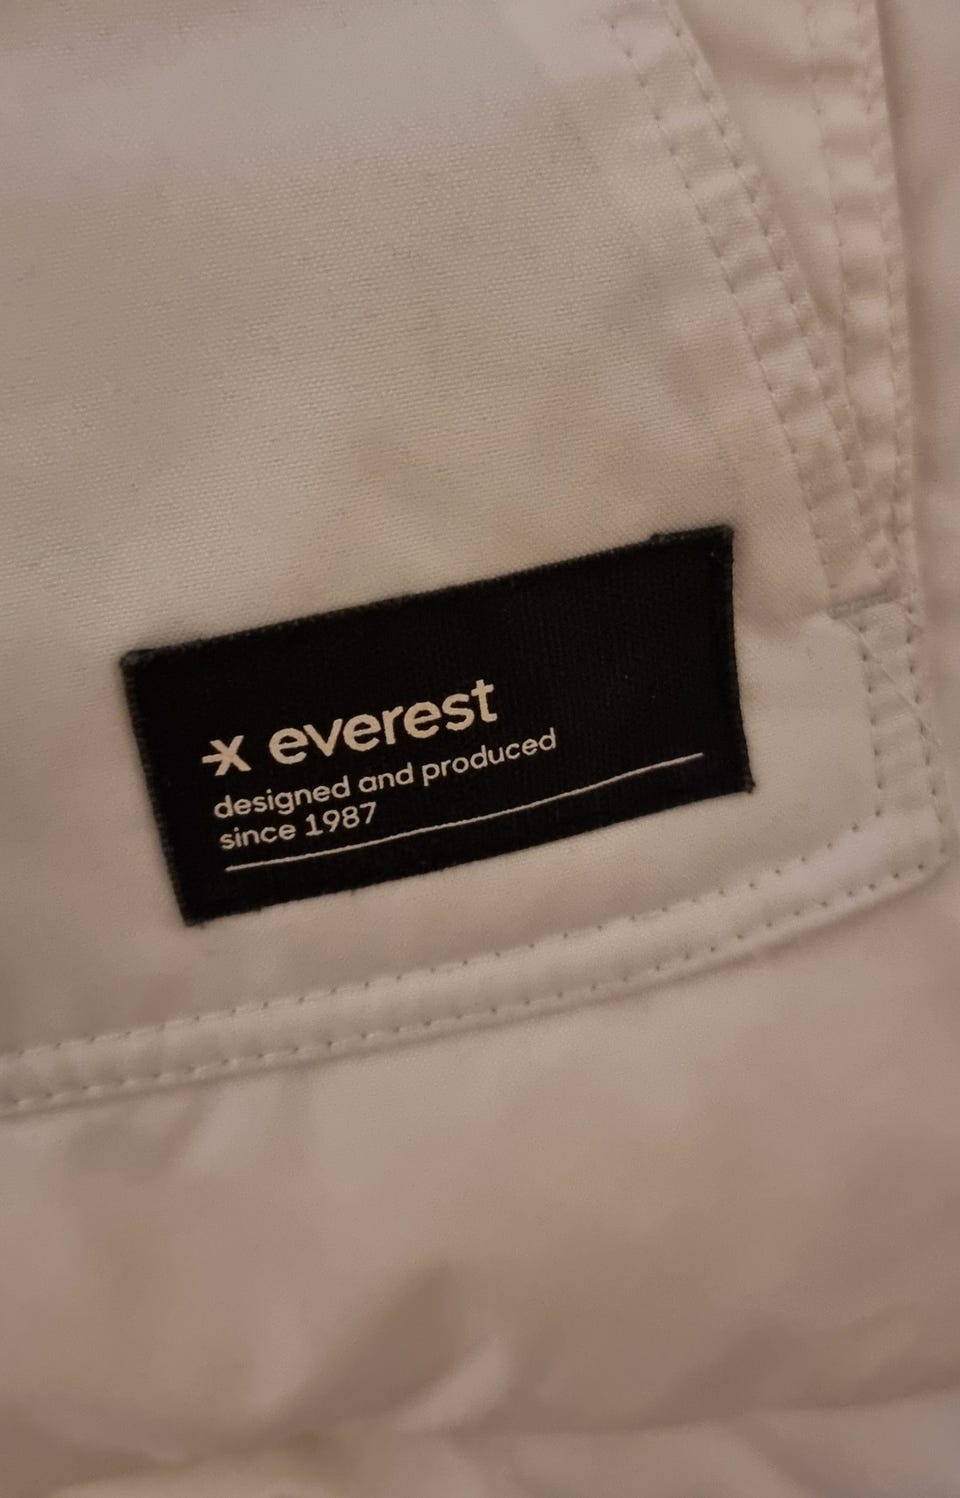 x everest
designed and produced
since 1987